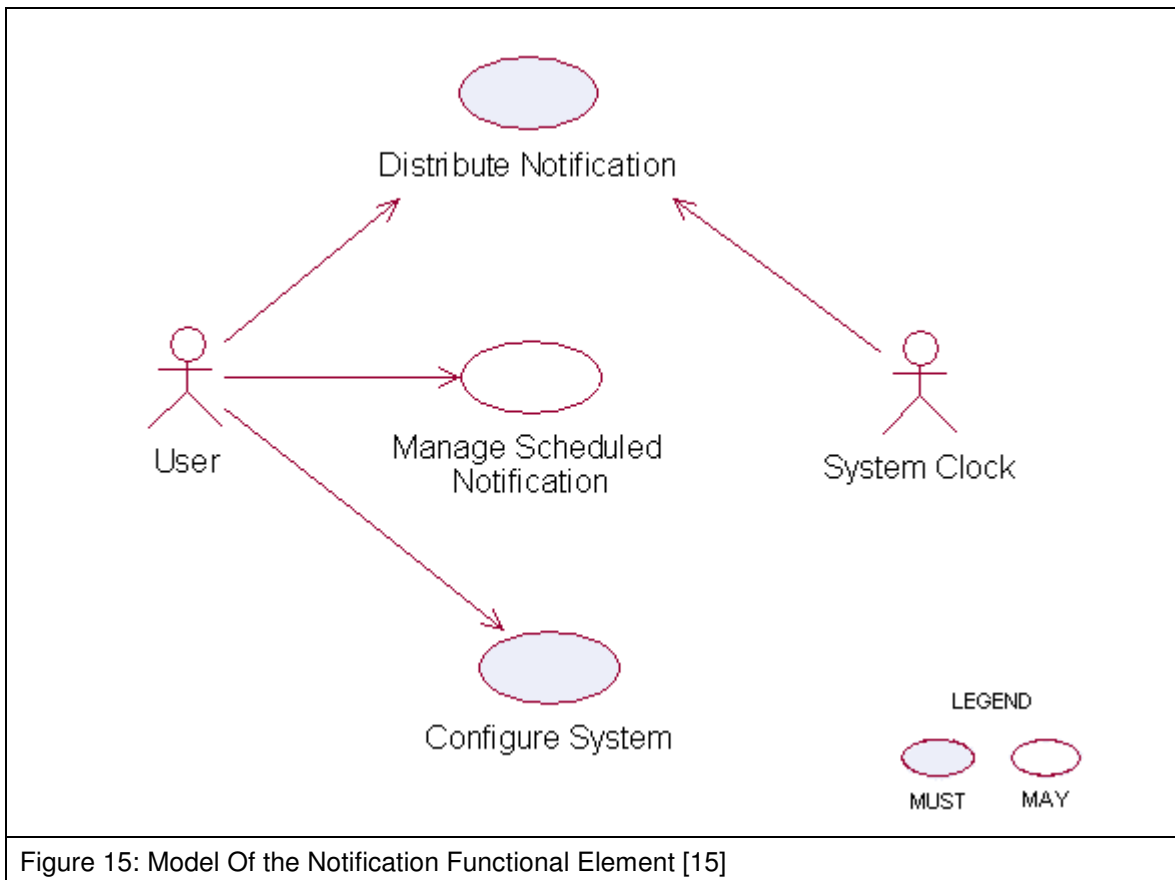 Distribute Notification
User
Manage Scheduled
Notification
System Clock
Configure System
LEGEND
MUST
MAY
Figure 15: Model Of the Notification Functional Element [15]